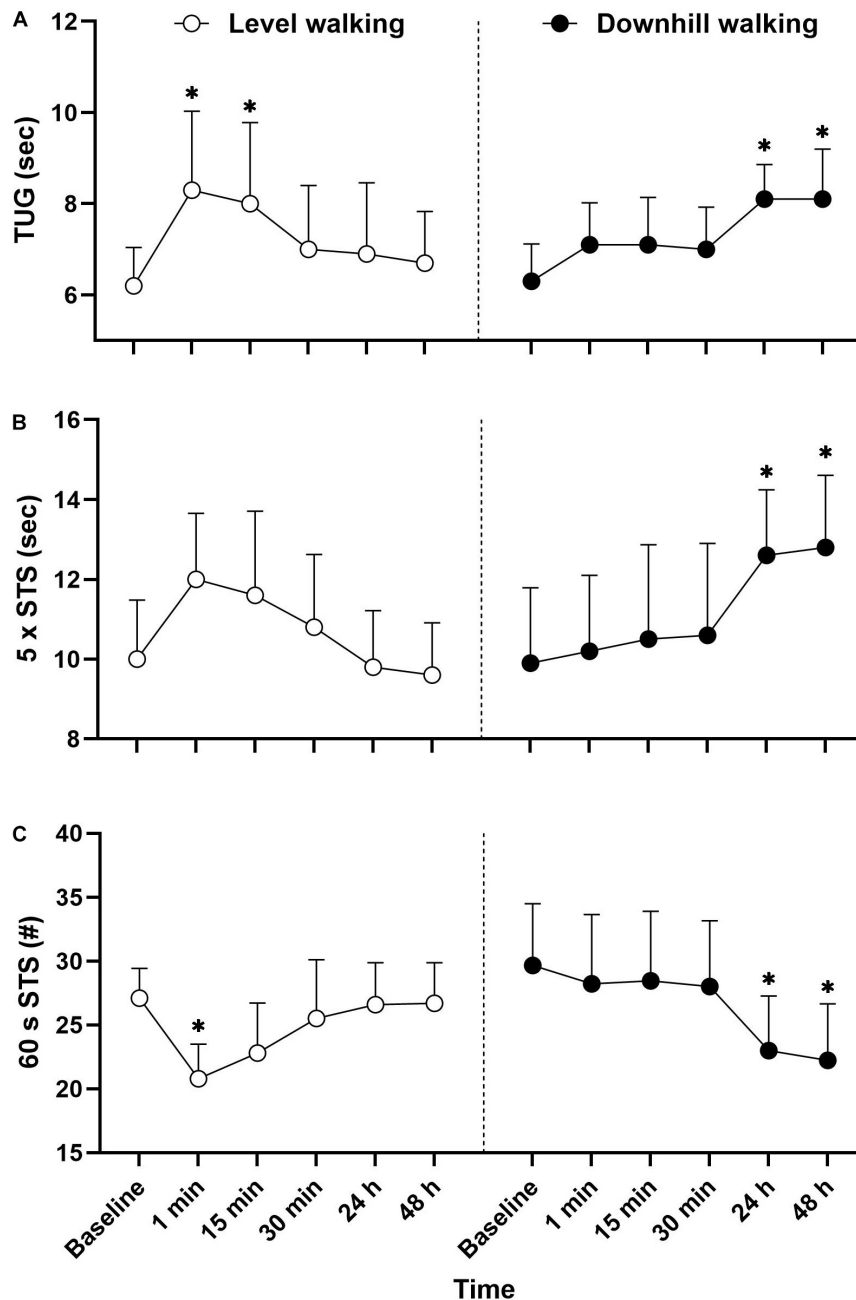 A
Level walking
Downhill walking
TUG (sec)
12
10
8
6
*
*
*
*
B
5 x STS (sec)
16
14
12
10
8
*
*
C
60 s STS (#)
40
35
30
25
20
15
*
*
*
Baseline
1 min
15 min
30 min
24 h
48 h
Baseline
1 min
15 min
30 min
24 h
48 h
Time